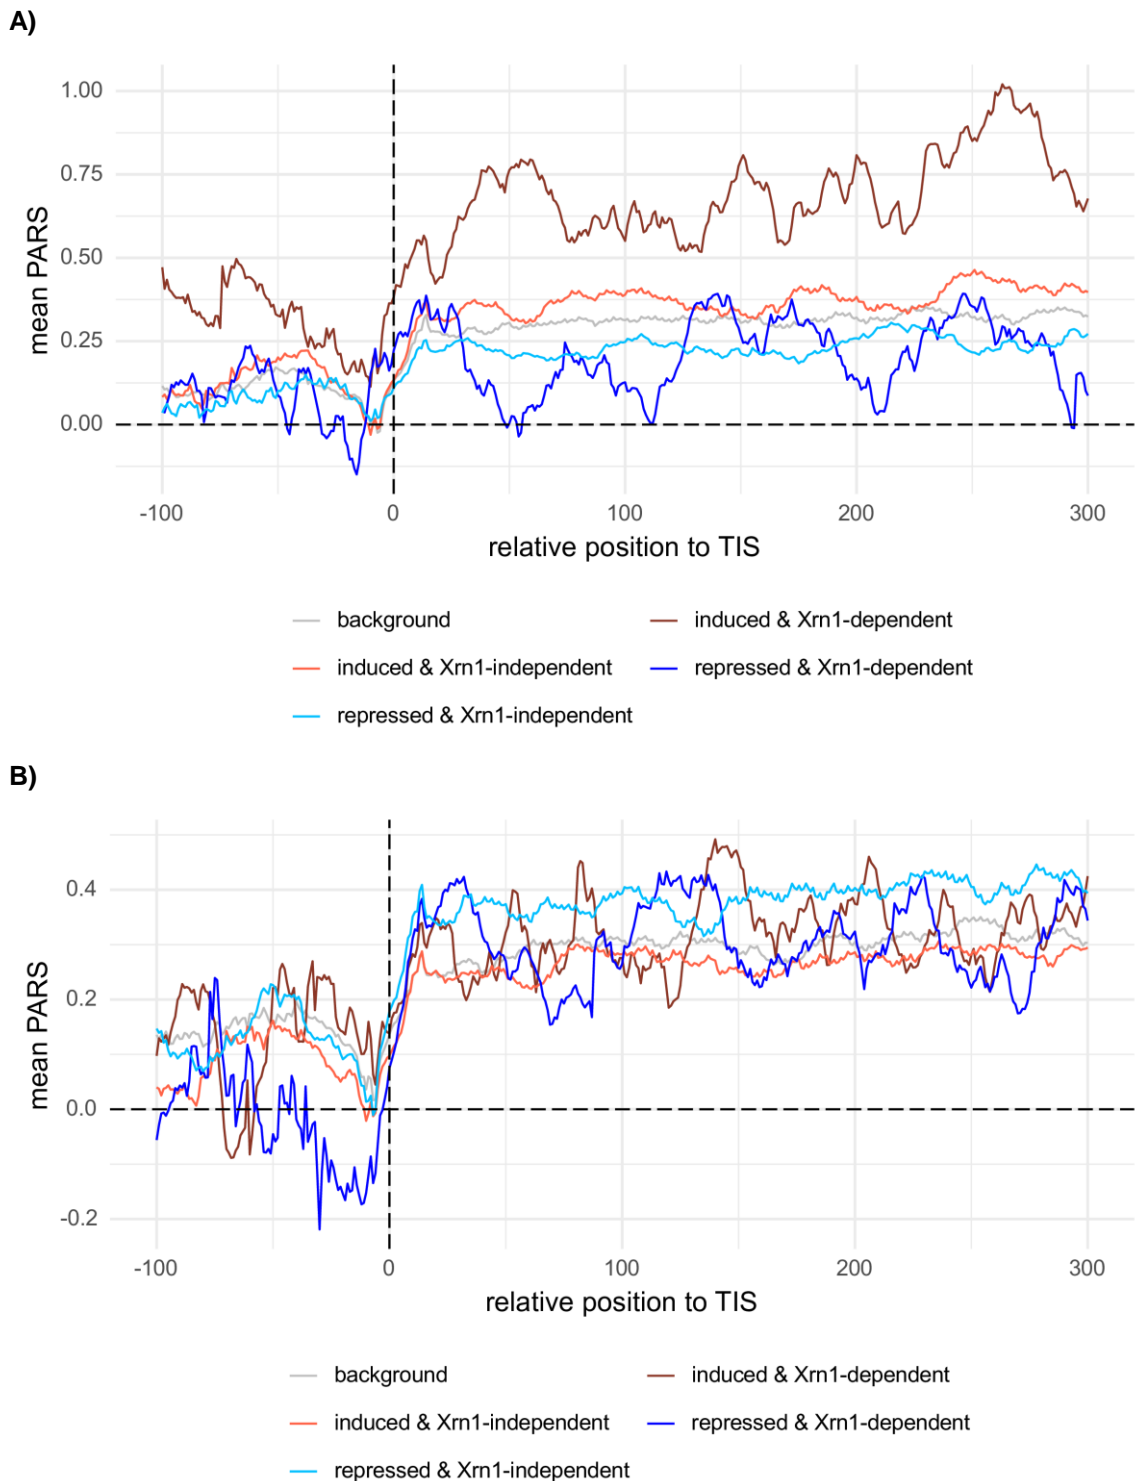 A)
1.00
0.75
0.50
0.25
0.00
mean PARS
-100 0 100 200 300
relative position to TIS
background induced & Xrn1-dependent
induced & Xrn1-independent repressed & Xrn1-dependent
repressed & Xrn1-independent
B)
0.4
0.2
0.0
-0.2
mean PARS
-100 0 100 200 300
relative position to TIS
background induced & Xrn1-dependent
induced & Xrn1-independent repressed & Xrn1-dependent
repressed & Xrn1-independent